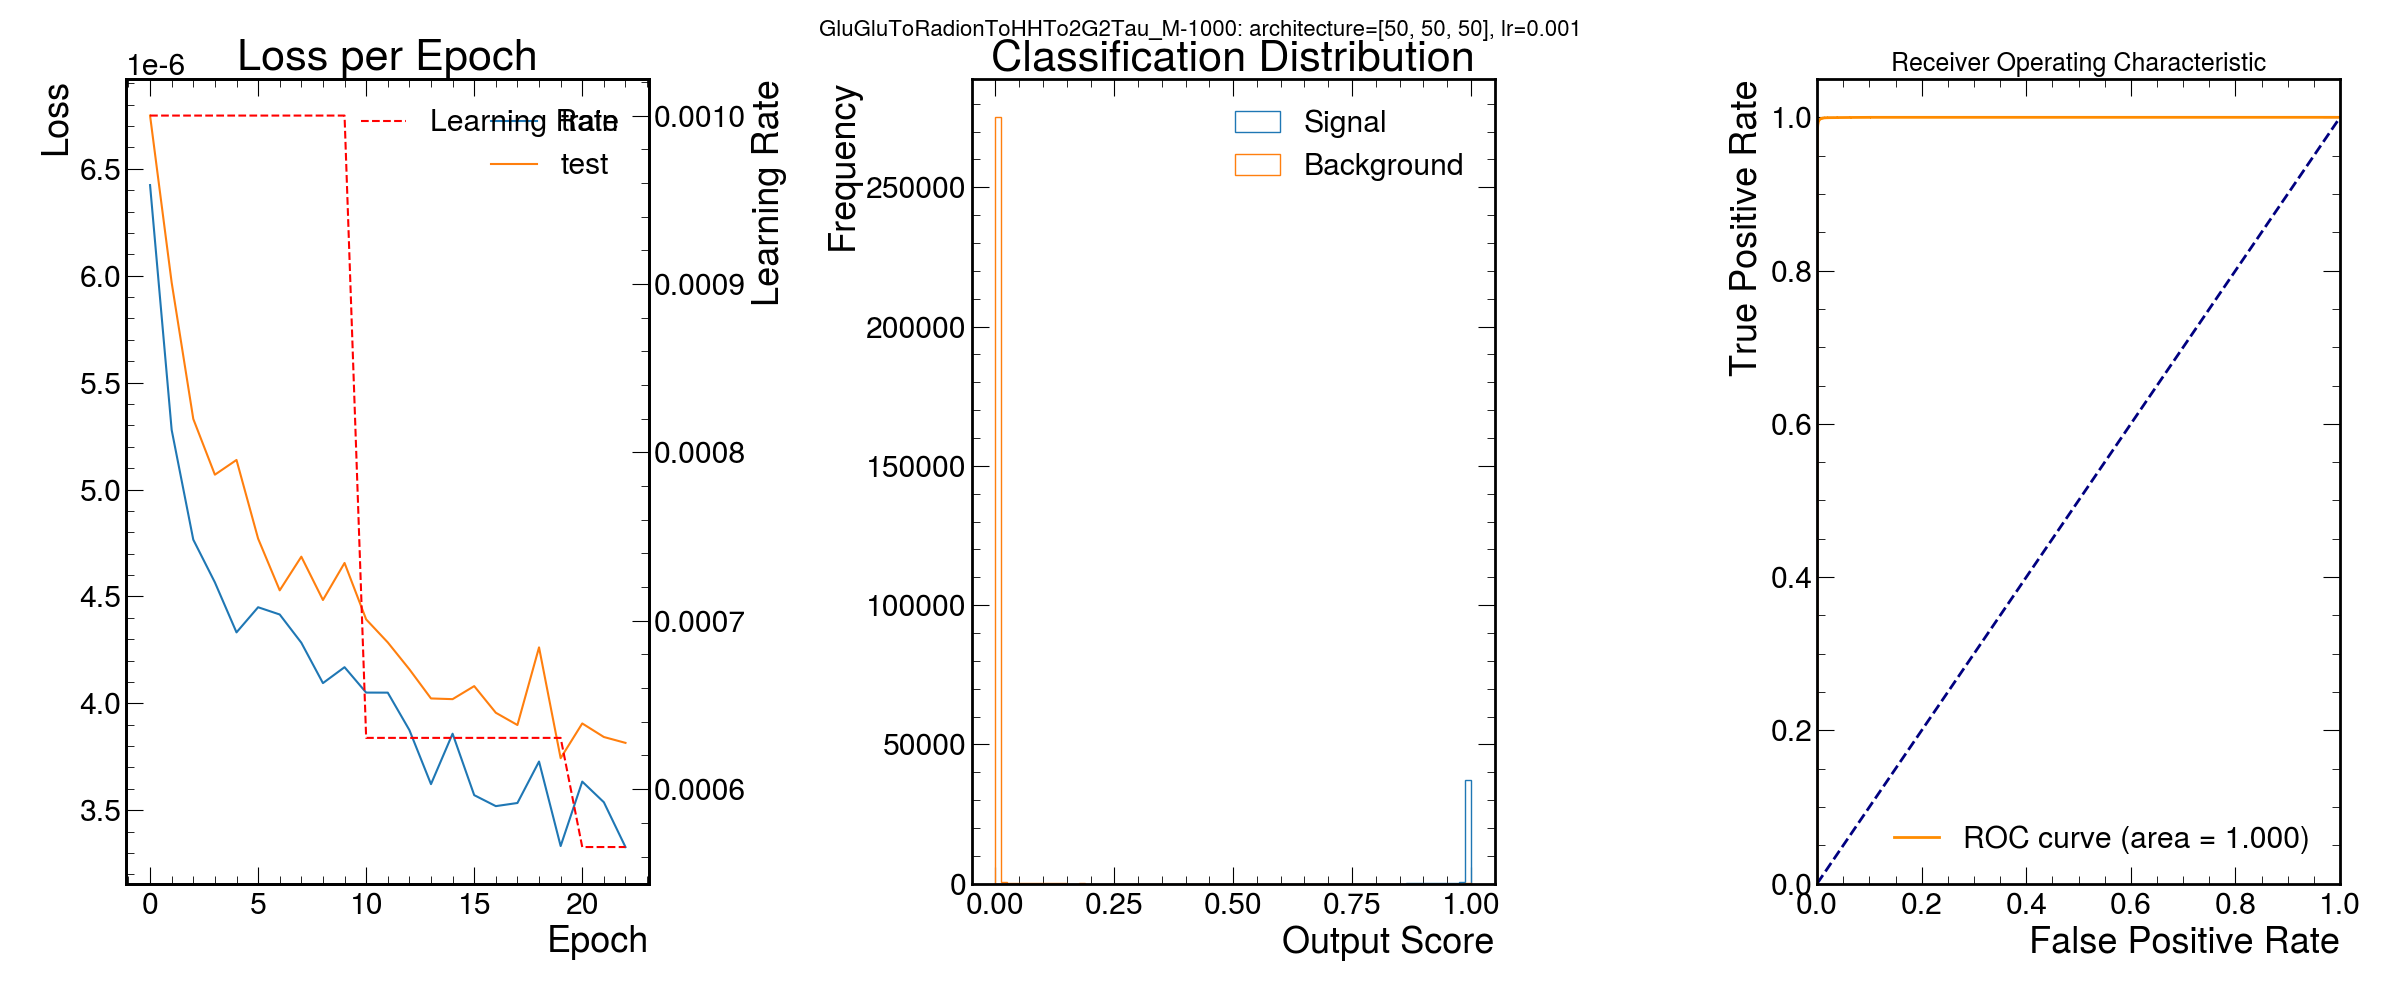 GluGluToRadionToHHTo2G2Tau_M-1000: architecture=[50, 50, 50], lr=0.001
Loss per Epoch
1e-6
Loss
6.5
6.0
5.5
5.0
4.5
4.0
3.5
0 5 10 15 20
Epoch
Learning Rate
train
test
0.0010
0.0009
0.0008
0.0007
0.0006
Learning Rate
Classification Distribution
Frequency
250000
200000
150000
100000
50000
0
0.00 0.25 0.50 0.75 1.00
Output Score
Signal
Background
Receiver Operating Characteristic
True Positive Rate
1.0
0.8
0.6
0.4
0.2
0.0
0.0 0.2 0.4 0.6 0.8 1.0
False Positive Rate
ROC curve (area = 1.000)